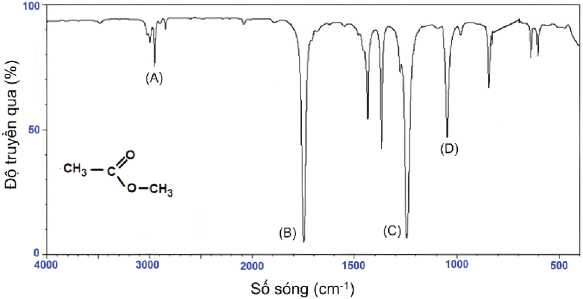 100
50
0
Độ truyền qua (%)
(A)
(B)
(C)
(D)
CH₃
C
O
O
CH₃
4000
3000
2000
1500
1000
500
Số sóng (cm⁻¹)